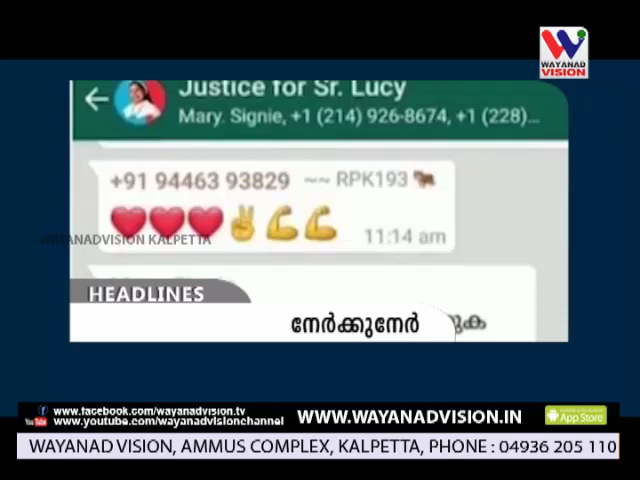 WAYANAD
VISION
Justice for Sr. Lucy
Mary. Signie, +1 (214) 926-8674, +1 (228)...
+91 94463 93829 ~~ RPK193
11:14 am
WAYANADVISION KALPETTA
HEADLINES
നേർക്കുനേർ
www.facebook.com/wayanadvision.tv
www.youtube.com/wayanadvisionchannel
WWW.WAYANADVISION.IN
App Store
WAYANAD VISION, AMMUS COMPLEX, KALPETTA, PHONE : 04936 205 110